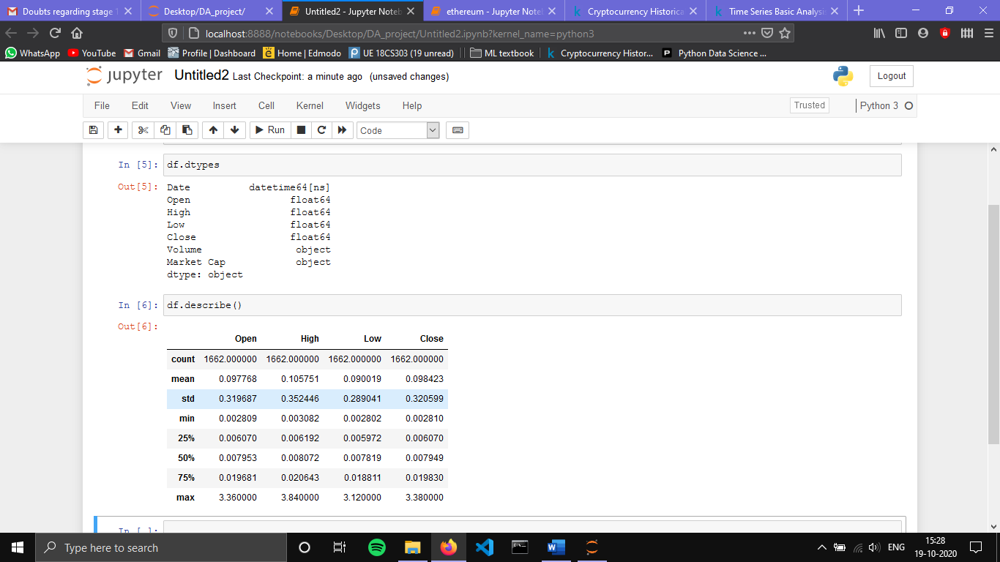 Doubts regarding stage 1
Desktop/DA_project/
Untitled2 - Jupyter Noteb
ethereum - Jupyter Note
Cryptocurrency Historica
Time Series Basic Analysis
localhost:8888/notebooks/Desktop/DA_project/Untitled2.ipynb?kernel_name=python3
WhatsApp YouTube Gmail Profile | Dashboard Home | Edmodo UE 18CS303 (19 unread) ML textbook Cryptocurrency Histor... Python Data Science ...
jupyter Untitled2 Last Checkpoint: a minute ago (unsaved changes) Logout
File Edit View Insert Cell Kernel Widgets Help Trusted Python 3
Run Code
In [5]: df.dtypes
Out[5]: Date datetime64[ns]
Open float64
High float64
Low float64
Close float64
Volume object
Market Cap object
dtype: object
In [6]: df.describe()
Out[6]:
Open High Low Close
count 1662.000000 1662.000000 1662.000000 1662.000000
mean 0.097768 0.105751 0.090019 0.098423
std 0.319687 0.352446 0.289041 0.320599
min 0.002809 0.003082 0.002802 0.002810
25% 0.006070 0.006192 0.005972 0.006070
50% 0.007953 0.008072 0.007819 0.007949
75% 0.019681 0.020643 0.018811 0.019830
max 3.360000 3.840000 3.120000 3.380000
In [ ]:
Type here to search
ENG
15:28
19-10-2020